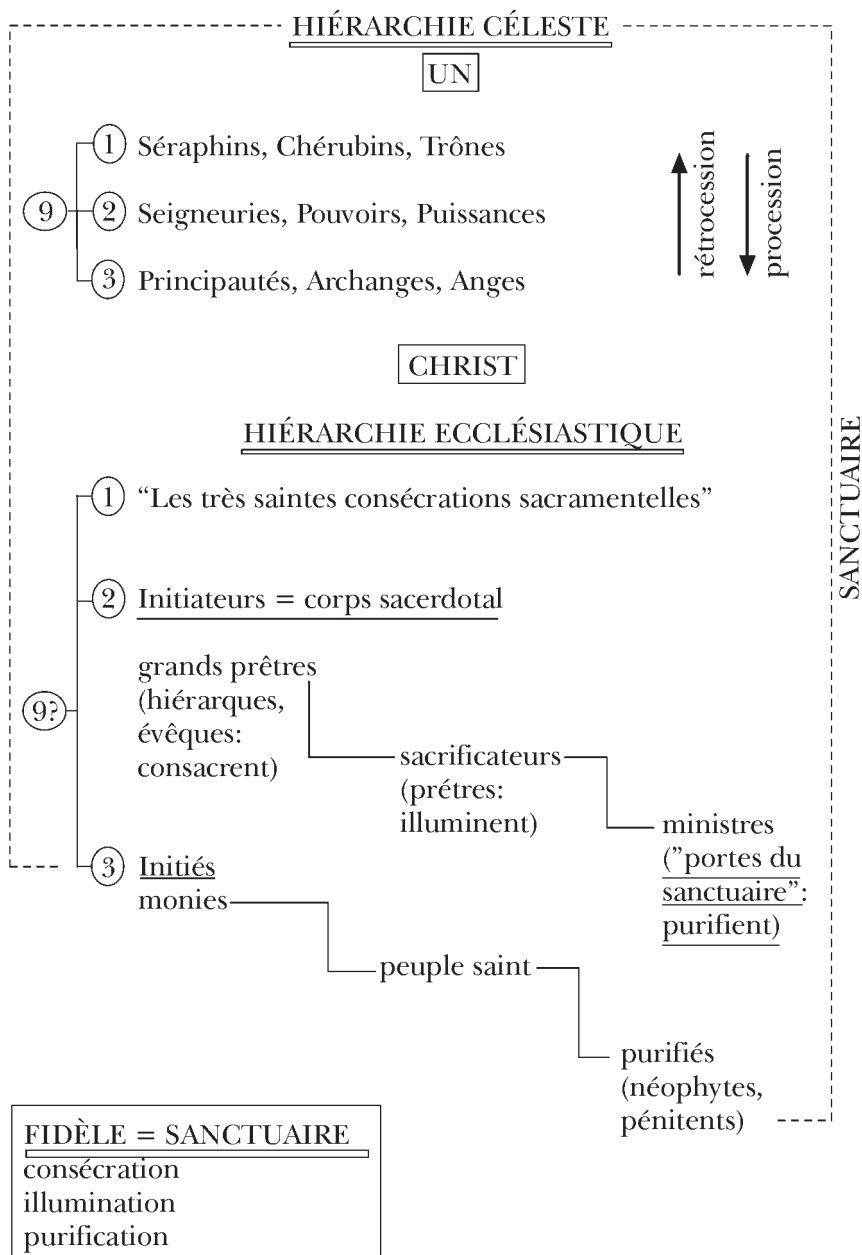 HIÉRARCHIE CÉLESTE
UN
1 Séraphins, Chérubins, Trônes
9 2 Seigneuries, Pouvoirs, Puissances
3 Principautés, Archanges, Anges
rétrocession
procession
CHRIST
SANCTUAIRE
HIÉRARCHIE ECCLÉSIASTIQUE
1 “Les très saintes consécrations sacramentelles”
2 Initiateurs = corps sacerdotal
9?
grands prêtres
(hiérarques,
évêques:
consacrent)
sacrificateurs
(prétres:
illuminent)
ministres
(”portes du
sanctuaire”:
purifient)
3 Initiés
monies
peuple saint
purifiés
(néophytes,
pénitents)
FIDÈLE = SANCTUAIRE
consécration
illumination
purification